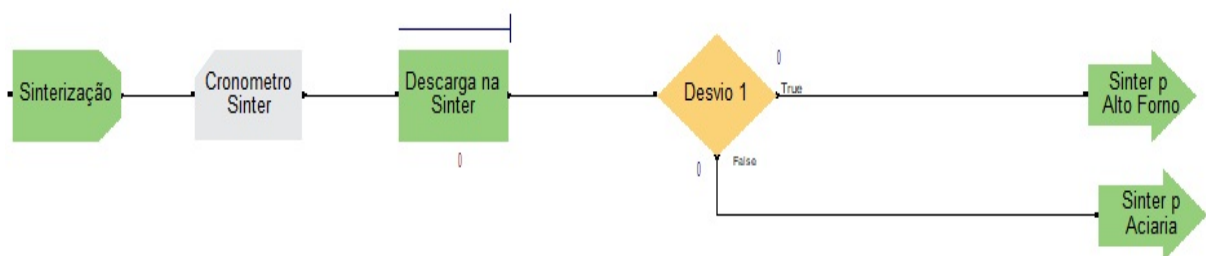 Sinterização
Cronometro
Sinter
Descarga na
Sinter
0
Desvio 1
0
True
0
False
Sinter p
Alto Forno
Sinter p
Aciaria